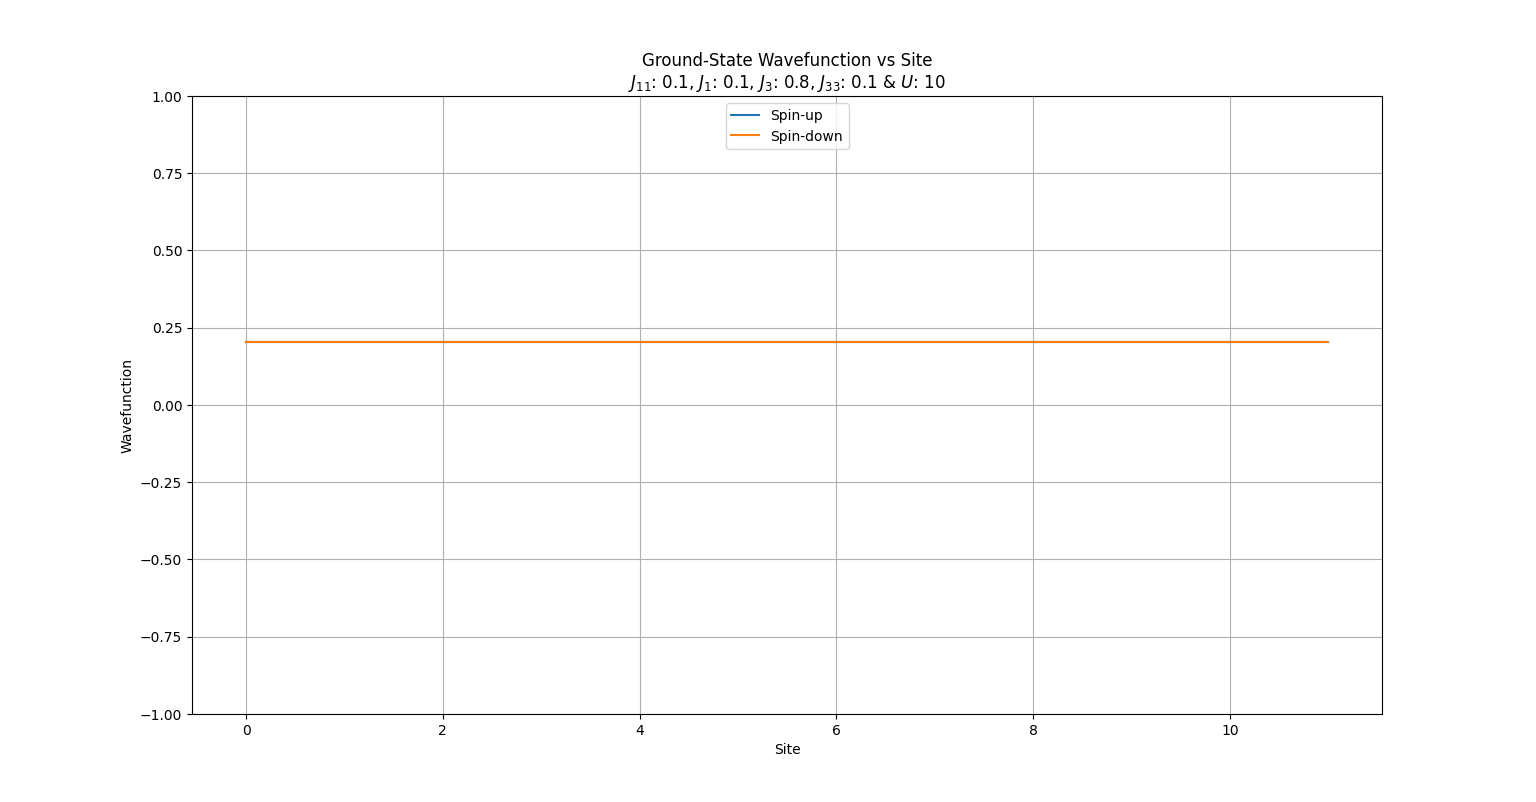 Ground-State Wavefunction vs Site
J₁₁: 0.1, J₁: 0.1, J₃: 0.8, J₃₃: 0.1 & U: 10
Spin-up
Spin-down
1.00
0.75
0.50
0.25
0.00
−0.25
−0.50
−0.75
−1.00
Wavefunction
0 2 4 6 8 10
Site